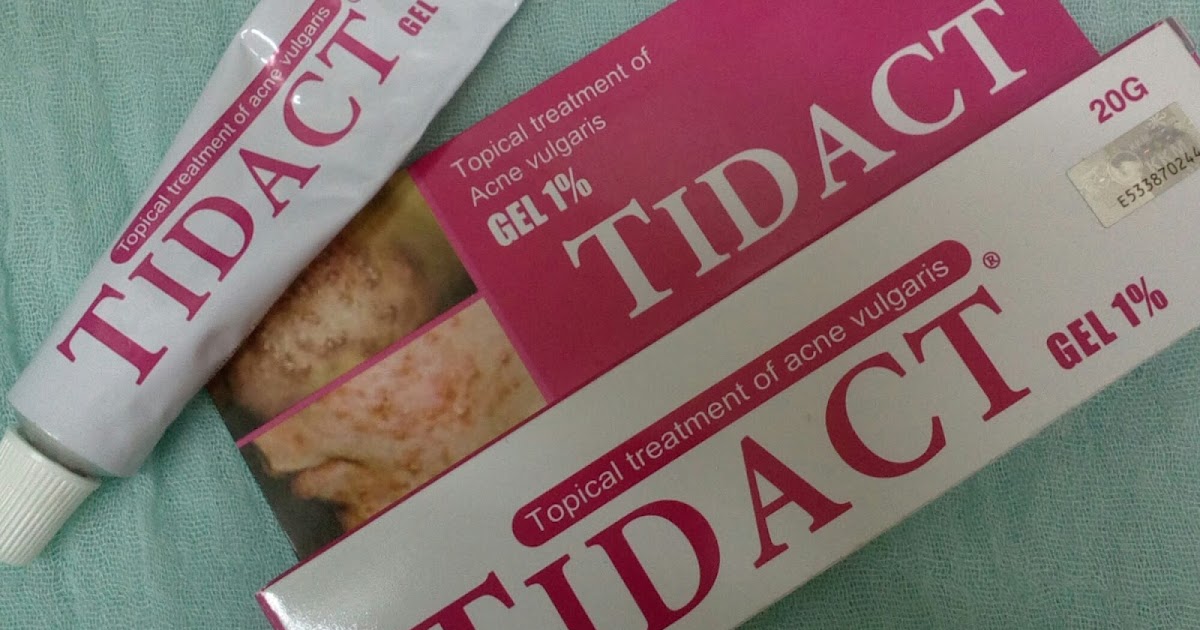 Topical treatment of acne vulgaris
TIDACT
GEL
Topical treatment of
Acne vulgaris
GEL 1%
TIDACT
20G
E533870244
Topical treatment of acne vulgaris
®
TIDACT
GEL 1%